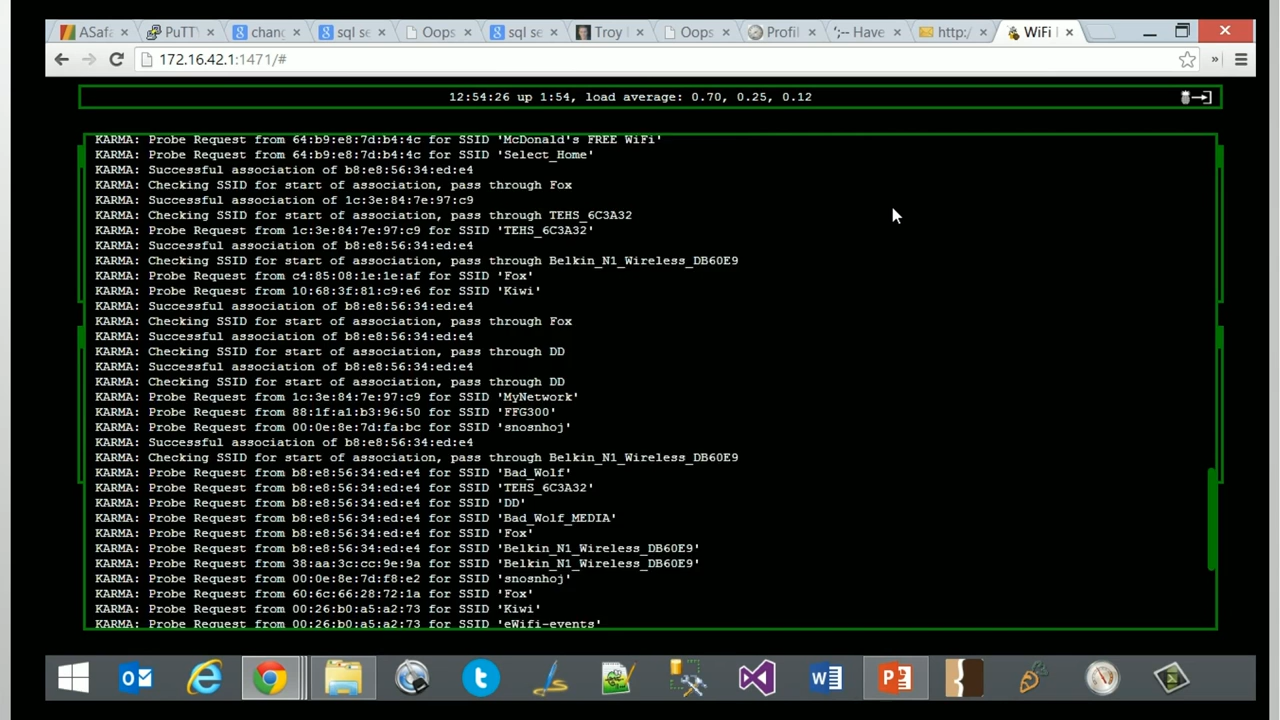 ASafa
PuTTY
chang
sql se
Oops
sql se
Troy
Oops
Profil
';-- Have
http:/
WiFi
172.16.42.1:1471/#
12:54:26 up 1:54, load average: 0.70, 0.25, 0.12
KARMA: Probe Request from 64:b9:e8:7d:b4:4c for SSID 'McDonald's FREE WiFi'
KARMA: Probe Request from 64:b9:e8:7d:b4:4c for SSID 'Select_Home'
KARMA: Successful association of b8:e8:56:34:ed:e4
KARMA: Checking SSID for start of association, pass through Fox
KARMA: Successful association of 1c:3e:84:7e:97:c9
KARMA: Checking SSID for start of association, pass through TEHS_6C3A32
KARMA: Probe Request from 1c:3e:84:7e:97:c9 for SSID 'TEHS_6C3A32'
KARMA: Successful association of b8:e8:56:34:ed:e4
KARMA: Checking SSID for start of association, pass through Belkin_N1_Wireless_DB60E9
KARMA: Probe Request from c4:85:08:1e:1e:af for SSID 'Fox'
KARMA: Probe Request from 10:68:3f:81:c9:e6 for SSID 'Kiwi'
KARMA: Successful association of b8:e8:56:34:ed:e4
KARMA: Checking SSID for start of association, pass through Fox
KARMA: Successful association of b8:e8:56:34:ed:e4
KARMA: Checking SSID for start of association, pass through DD
KARMA: Successful association of b8:e8:56:34:ed:e4
KARMA: Checking SSID for start of association, pass through DD
KARMA: Probe Request from 1c:3e:84:7e:97:c9 for SSID 'MyNetwork'
KARMA: Probe Request from 88:1f:a1:b3:96:50 for SSID 'FFG300'
KARMA: Probe Request from 00:0e:8e:7d:fa:bc for SSID 'snosnhoj'
KARMA: Successful association of b8:e8:56:34:ed:e4
KARMA: Checking SSID for start of association, pass through Belkin_N1_Wireless_DB60E9
KARMA: Probe Request from b8:e8:56:34:ed:e4 for SSID 'Bad_Wolf'
KARMA: Probe Request from b8:e8:56:34:ed:e4 for SSID 'TEHS_6C3A32'
KARMA: Probe Request from b8:e8:56:34:ed:e4 for SSID 'DD'
KARMA: Probe Request from b8:e8:56:34:ed:e4 for SSID 'Bad_Wolf_MEDIA'
KARMA: Probe Request from b8:e8:56:34:ed:e4 for SSID 'Fox'
KARMA: Probe Request from b8:e8:56:34:ed:e4 for SSID 'Belkin_N1_Wireless_DB60E9'
KARMA: Probe Request from 38:aa:3c:cc:9e:9a for SSID 'Belkin_N1_Wireless_DB60E9'
KARMA: Probe Request from 00:0e:8e:7d:f8:e2 for SSID 'snosnhoj'
KARMA: Probe Request from 60:6c:66:28:72:1a for SSID 'Fox'
KARMA: Probe Request from 00:26:b0:a5:a2:73 for SSID 'Kiwi'
KARMA: Probe Request from 00:26:b0:a5:a2:73 for SSID 'eWifi-events'